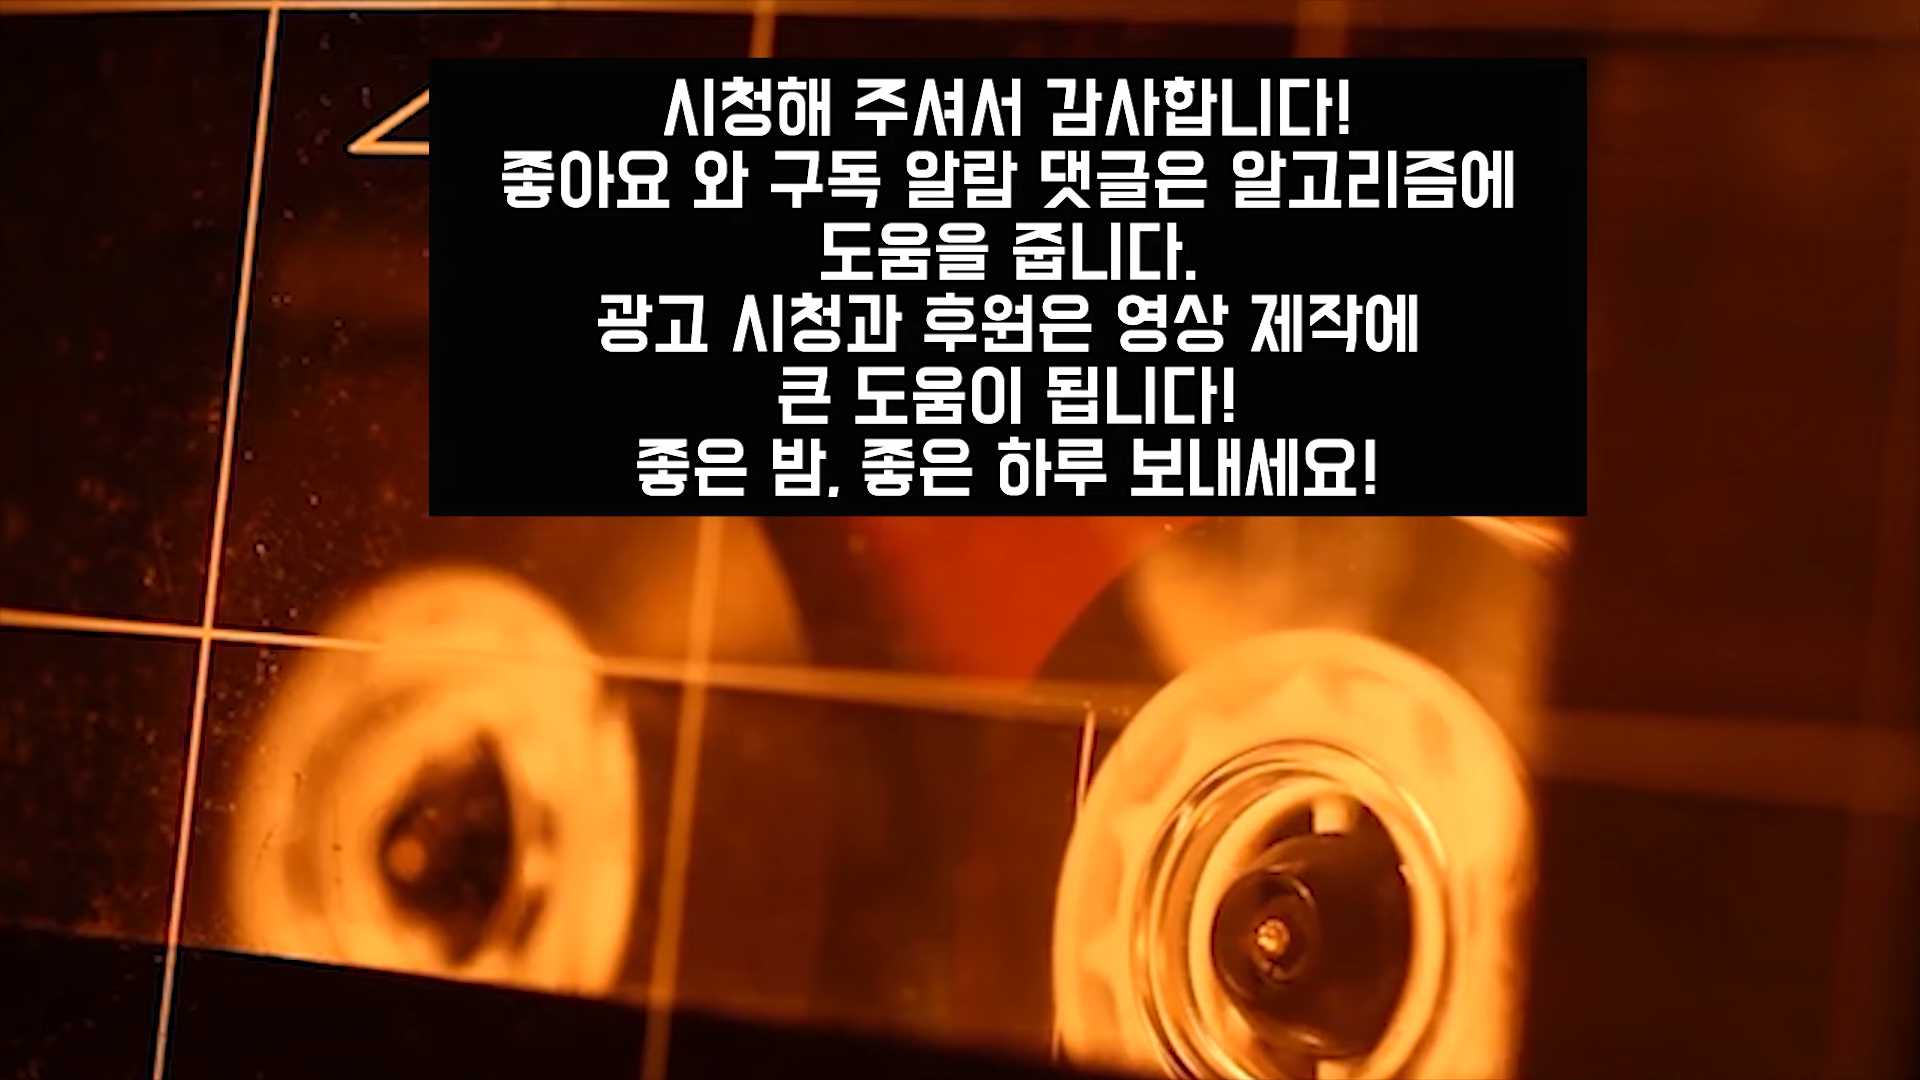 시청해 주셔서 감사합니다!
좋아요 와 구독 알람 댓글은 알고리즘에
도움을 줍니다.
광고 시청과 후원은 영상 제작에
큰 도움이 됩니다!
좋은 밤, 좋은 하루 보내세요!